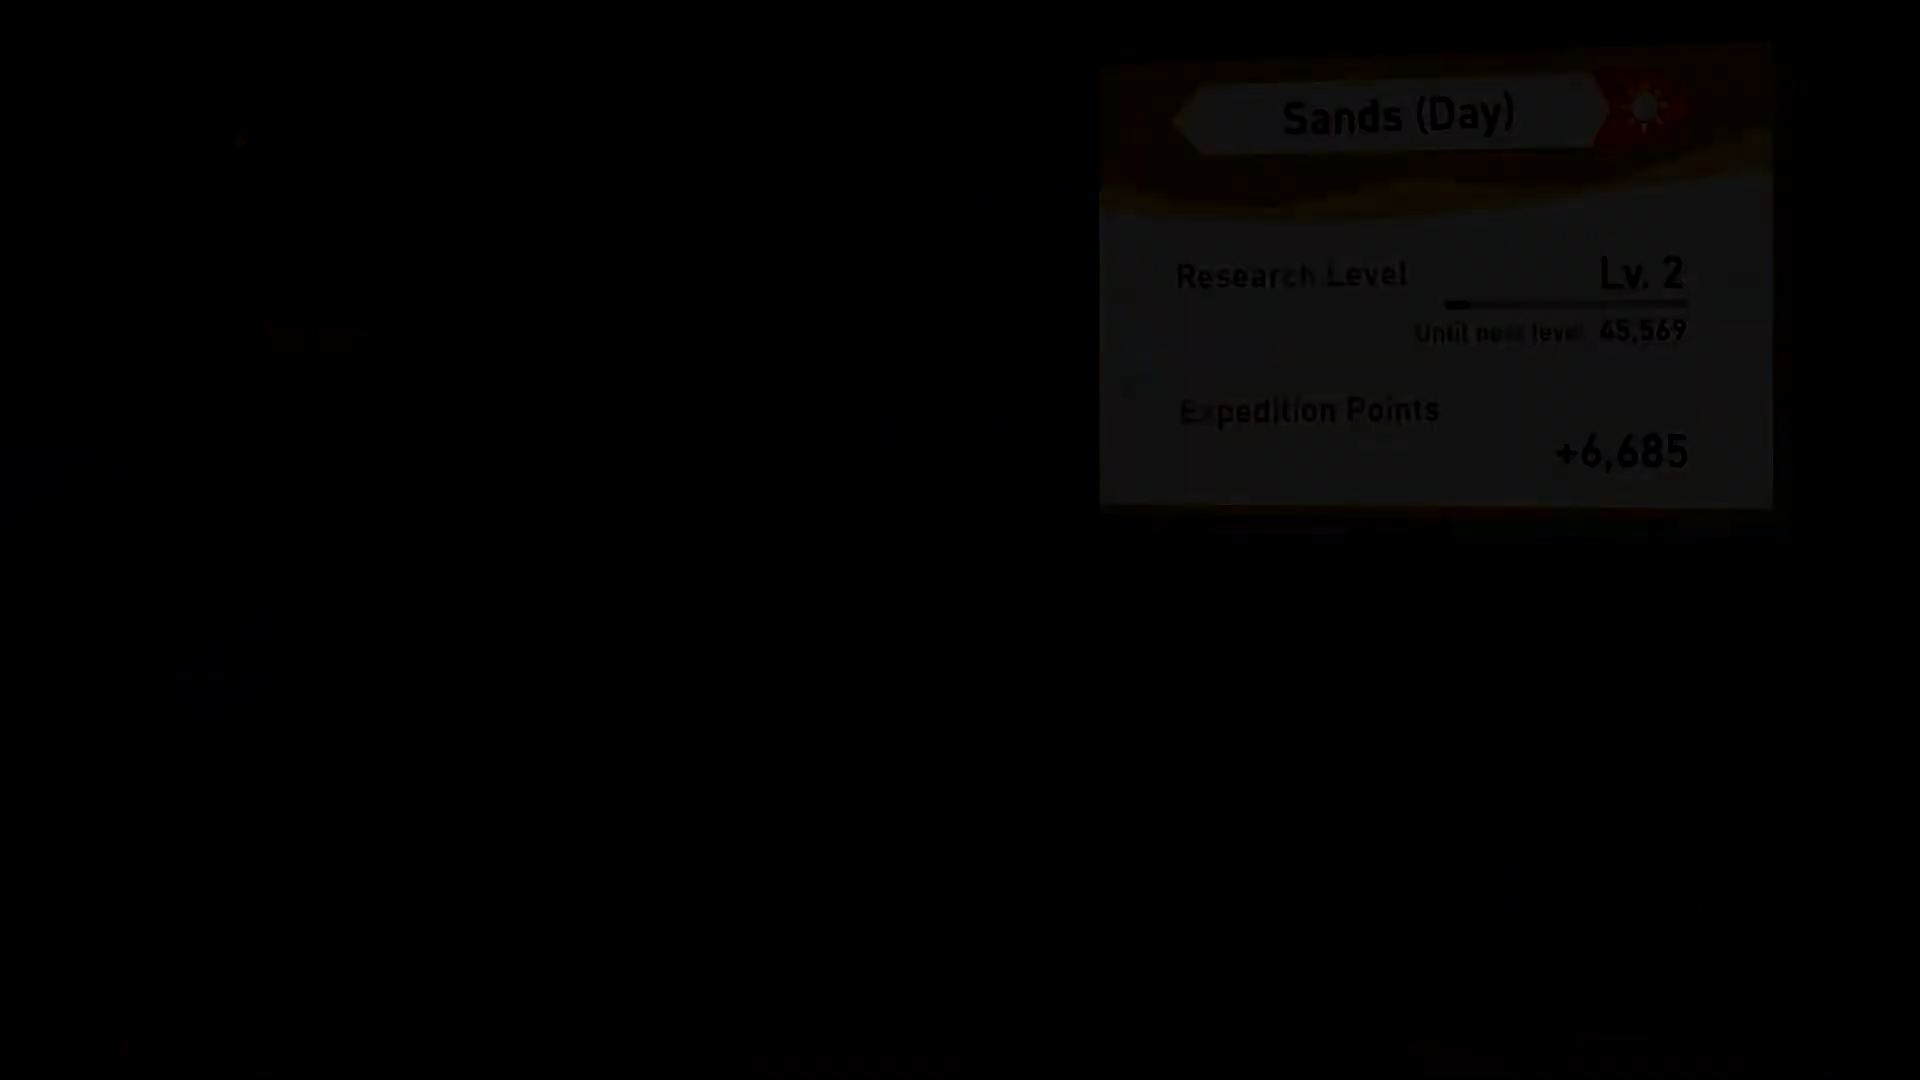 Sands (Day)
Research Level
Lv. 2
Until next level 45,569
Expedition Points
+6,685